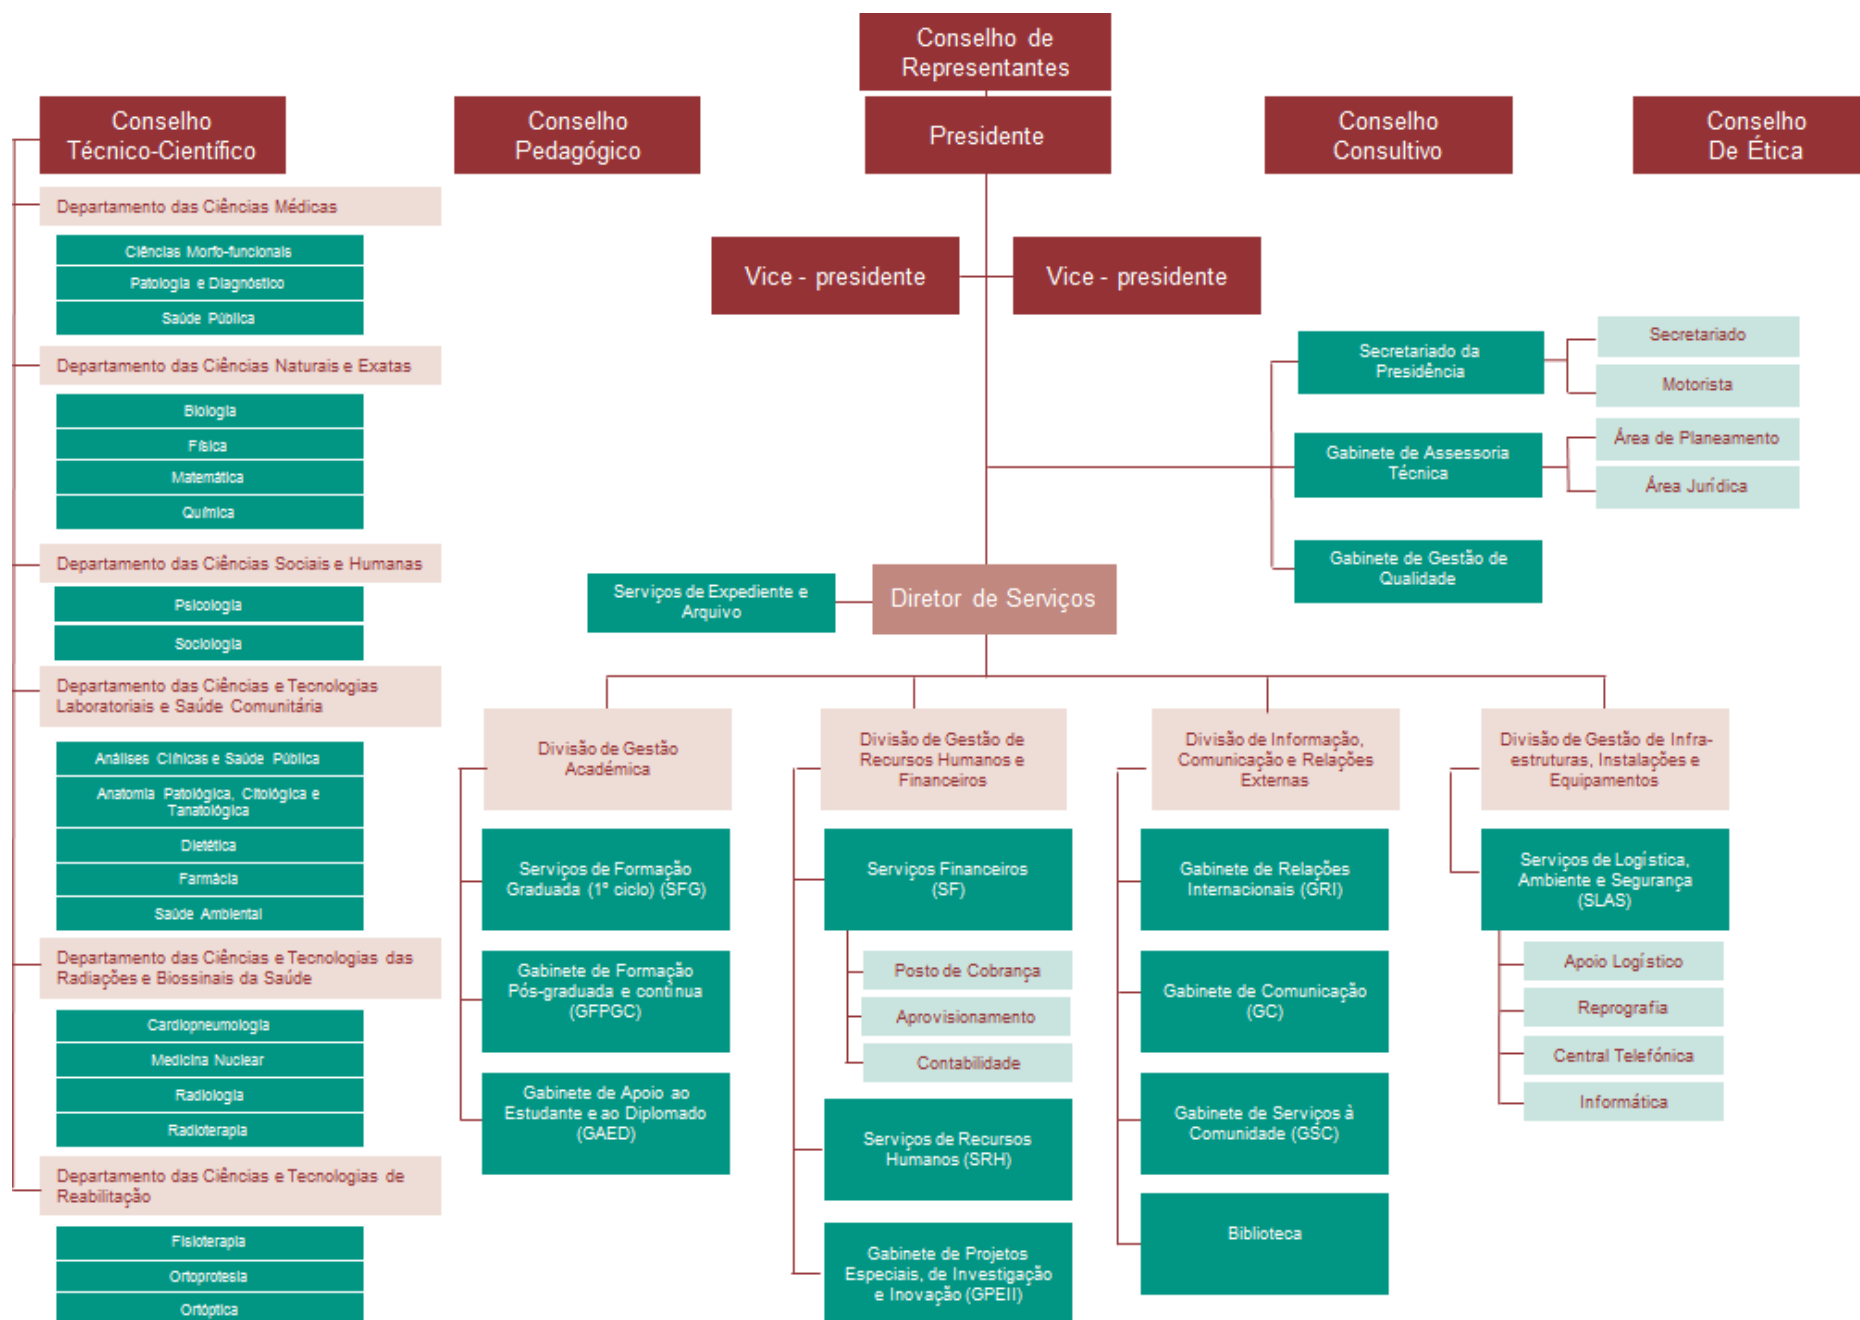 Conselho de
Representantes
Conselho
Técnico-Científico
Conselho
Pedagógico
Presidente
Conselho
Consultivo
Conselho
De Ética
Vice - presidente
Vice - presidente
Departamento das Ciências Médicas
Ciências Morfo-funcionais
Patologia e Diagnóstico
Saúde Pública
Departamento das Ciências Naturais e Exatas
Biologia
Física
Matemática
Química
Departamento das Ciências Sociais e Humanas
Psicologia
Sociologia
Departamento das Ciências e Tecnologias
Laboratoriais e Saúde Comunitária
Análises Clínicas e Saúde Pública
Anatomia Patológica, Citológica e
Tanatológica
Dietética
Farmácia
Saúde Ambiental
Departamento das Ciências e Tecnologias das
Radiações e Biossinais da Saúde
Cardiopneumologia
Medicina Nuclear
Radiologia
Radioterapia
Departamento das Ciências e Tecnologias de
Reabilitação
Fisioterapia
Ortoprotesia
Ortóptica
Secretariado da
Presidência
Secretariado
Motorista
Gabinete de Assessoria
Técnica
Área de Planeamento
Área Jurídica
Gabinete de Gestão de
Qualidade
Serviços de Expediente e
Arquivo
Diretor de Serviços
Divisão de Gestão
Académica
Serviços de Formação
Graduada (1º ciclo) (SFG)
Gabinete de Formação
Pós-graduada e contínua
(GFPGC)
Gabinete de Apoio ao
Estudante e ao Diplomado
(GAED)
Divisão de Gestão de
Recursos Humanos e
Financeiros
Serviços Financeiros
(SF)
Posto de Cobrança
Aprovisionamento
Contabilidade
Serviços de Recursos
Humanos (SRH)
Gabinete de Projetos
Especiais, de Investigação
e Inovação (GPEII)
Divisão de Informação,
Comunicação e Relações
Externas
Gabinete de Relações
Internacionais (GRI)
Gabinete de Comunicação
(GC)
Gabinete de Serviços à
Comunidade (GSC)
Biblioteca
Divisão de Gestão de Infra-
estruturas, Instalações e
Equipamentos
Serviços de Logística,
Ambiente e Segurança
(SLAS)
Apoio Logístico
Reprografia
Central Telefónica
Informática